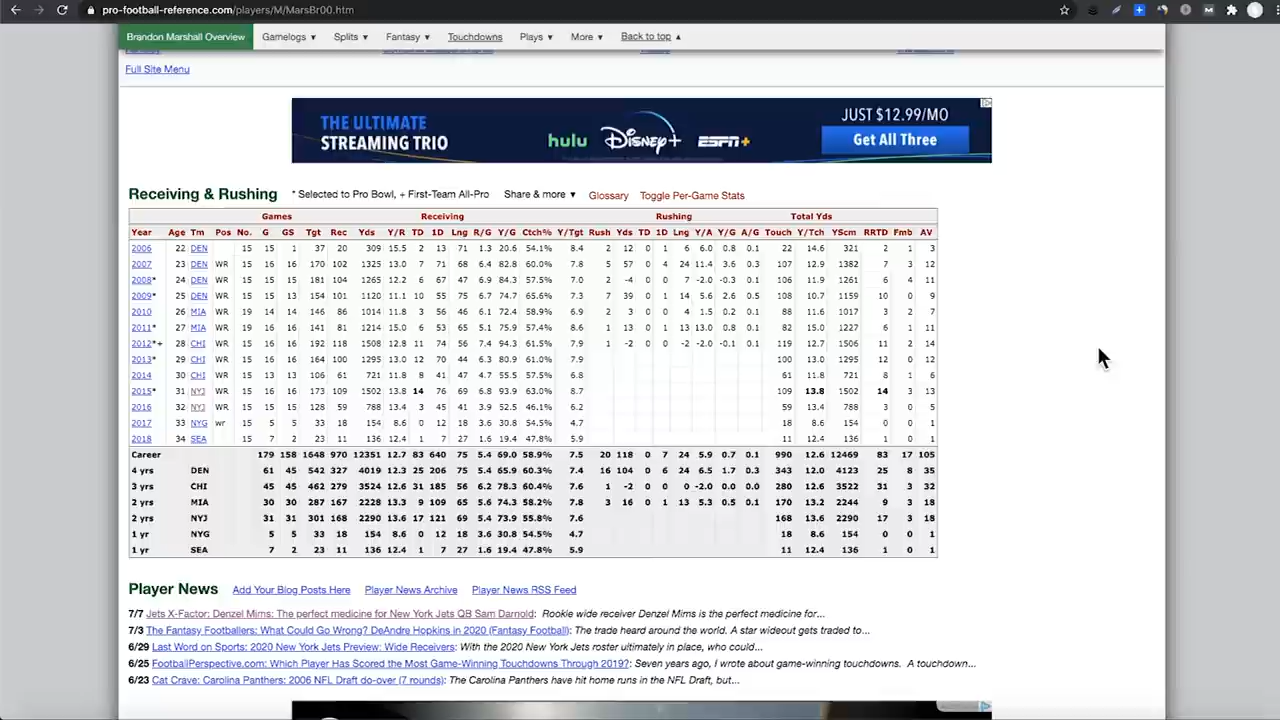 pro-football-reference.com/players/M/MarsBr00.htm
Brandon Marshall Overview Gamelogs ▼ Splits ▼ Fantasy ▼ Touchdowns Plays ▼ More ▼ Back to top ▲
Full Site Menu
THE ULTIMATE
STREAMING TRIO
hulu Disney+ ESPN+
JUST $12.99/MO
Get All Three
Receiving & Rushing * Selected to Pro Bowl, + First-Team All-Pro Share & more ▼ Glossary Toggle Per-Game Stats
Games Receiving Rushing Total Yds
Year Age Tm Pos No. G GS Tgt Rec Yds Y/R TD 1D Lng R/G Y/G Ctch% Y/Tgt Rush Yds TD 1D Lng Y/A Y/G A/G Touch Y/Tch YScm RRTD Fmb AV
2006 22 DEN 15 15 1 37 20 309 15.5 2 13 71 1.3 20.6 54.1% 8.4 2 12 0 1 6 6.0 0.8 0.1 22 14.6 321 2 1 3
2007 23 DEN WR 15 16 16 170 102 1325 13.0 7 71 68 6.4 82.8 60.0% 7.8 5 57 0 4 24 11.4 3.6 0.3 107 12.9 1382 7 3 12
2008* 24 DEN WR 15 15 15 181 104 1265 12.2 6 67 47 6.9 84.3 57.5% 7.0 2 -4 0 0 7 -2.0 -0.3 0.1 106 11.9 1261 6 4 11
2009* 25 DEN WR 15 15 13 154 101 1120 11.1 10 55 75 6.7 74.7 65.6% 7.3 7 39 0 1 14 5.6 2.6 0.5 108 10.7 1159 10 0 9
2010 26 MIA WR 19 14 14 146 86 1014 11.8 3 56 46 6.1 72.4 58.9% 6.9 2 3 0 0 4 1.5 0.2 0.1 88 11.6 1017 3 2 7
2011* 27 MIA WR 19 16 16 141 81 1214 15.0 6 53 65 5.1 75.9 57.4% 8.6 1 13 0 1 13 13.0 0.8 0.1 82 15.0 1227 6 1 11
2012*+ 28 CHI WR 15 16 16 192 118 1508 12.8 11 74 56 7.4 94.3 61.5% 7.9 1 -2 0 0 -2 -2.0 -0.1 0.1 119 12.7 1506 11 2 14
2013* 29 CHI WR 15 16 16 164 100 1295 13.0 12 70 44 6.3 80.9 61.0% 7.9 100 13.0 1295 12 0 12
2014 30 CHI WR 15 13 13 106 61 721 11.8 8 41 47 4.7 55.5 57.5% 6.8 61 11.8 721 8 1 6
2015* 31 NYJ WR 15 16 16 173 109 1502 13.8 14 76 69 6.8 93.9 63.0% 8.7 109 13.8 1502 14 3 13
2016 32 NYJ WR 15 15 15 128 59 788 13.4 3 45 41 3.9 52.5 46.1% 6.2 59 13.4 788 3 0 5
2017 33 NYG wr 15 5 5 33 18 154 8.6 0 12 18 3.6 30.8 54.5% 4.7 18 8.6 154 0 0 1
2018 34 SEA 15 7 2 23 11 136 12.4 1 7 27 1.6 19.4 47.8% 5.9 11 12.4 136 1 0 1
Career 179 158 1648 970 12351 12.7 83 640 75 5.4 69.0 58.9% 7.5 20 118 0 7 24 5.9 0.7 0.1 990 12.6 12469 83 17 105
4 yrs DEN 61 45 542 327 4019 12.3 25 206 75 5.4 65.9 60.3% 7.4 16 104 0 6 24 6.5 1.7 0.3 343 12.0 4123 25 8 35
3 yrs CHI 45 45 462 279 3524 12.6 31 185 56 6.2 78.3 60.4% 7.6 1 -2 0 0 0 -2.0 0.0 0.0 280 12.6 3522 31 3 32
2 yrs MIA 30 30 287 167 2228 13.3 9 109 65 5.6 74.3 58.2% 7.8 3 16 0 1 13 5.3 0.5 0.1 170 13.2 2244 9 3 18
2 yrs NYJ 31 31 301 168 2290 13.6 17 121 69 5.4 73.9 55.8% 7.6 168 13.6 2290 17 3 18
1 yr NYG 5 5 33 18 154 8.6 0 12 18 3.6 30.8 54.5% 4.7 18 8.6 154 0 0 1
1 yr SEA 7 2 23 11 136 12.4 1 7 27 1.6 19.4 47.8% 5.9 11 12.4 136 1 0 1
Player News Add Your Blog Posts Here Player News Archive Player News RSS Feed
7/7 Jets X-Factor: Denzel Mims: The perfect medicine for New York Jets QB Sam Darnold: Rookie wide receiver Denzel Mims is the perfect medicine for...
7/3 The Fantasy Footballers: What Could Go Wrong? DeAndre Hopkins in 2020 (Fantasy Football): The trade heard around the world. A star wideout gets traded to...
6/29 Last Word on Sports: 2020 New York Jets Preview: Wide Receivers: With the 2020 New York Jets roster ultimately in place, who could...
6/25 FootballPerspective.com: Which Player Has Scored the Most Game-Winning Touchdowns Through 2019?: Seven years ago, I wrote about game-winning touchdowns. A touchdown...
6/23 Cat Crave: Carolina Panthers: 2006 NFL Draft do-over (7 rounds): The Carolina Panthers have hit home runs in the NFL Draft, but...